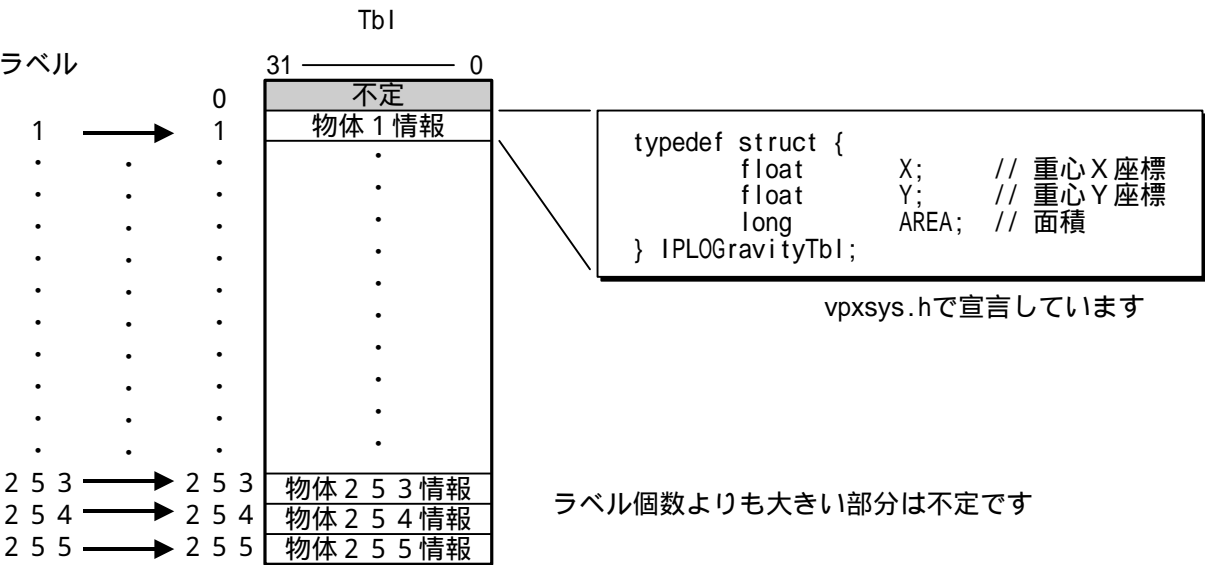 Tbl
ラベル
31 0
0 不定
1 1 物体1情報
typedef struct {
float X; // 重心X座標
float Y; // 重心Y座標
long AREA; // 面積
} IPLOGravityTbl;
vpxsys.hで宣言しています
253 253 物体253情報
254 254 物体254情報
255 255 物体255情報
ラベル個数よりも大きい部分は不定です